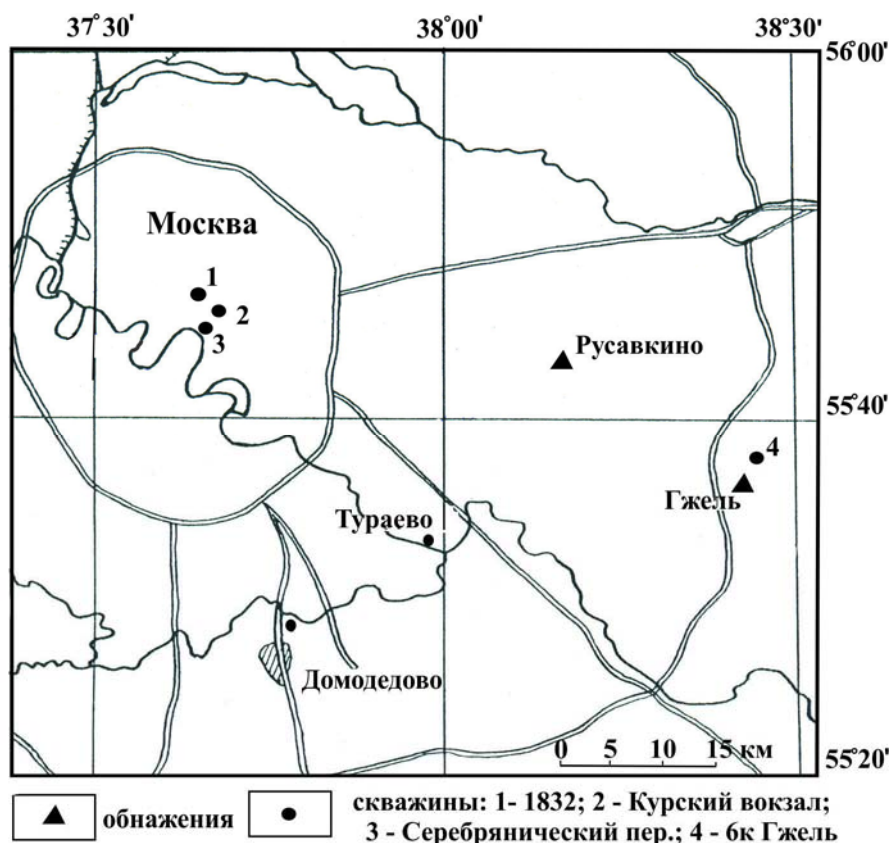 37°30' 38°00' 38°30'
56°00'
Москва
1
2
3
Русавкино
55°40'
4
Гжель
Тураево
Домодедово
0 5 10 15 км
55°20'
обнажения
скважины: 1- 1832; 2 - Курский вокзал;
3 - Серебрянический пер.; 4 - 6к Гжель